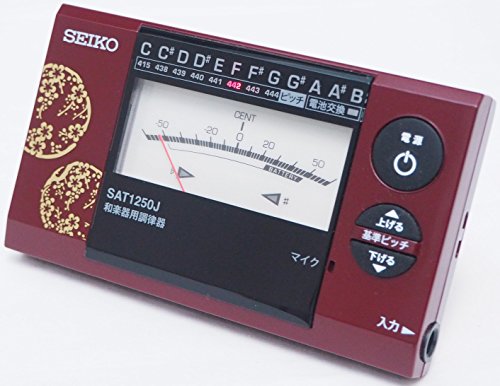 SEIKO
C C# D D# E F F# G G# A A# B
415 438 439 440 441 442 443 444 ピッチ 電池交換
CENT
-50 -20 0 20 50
BATTERY
♭ #
SAT1250J
和楽器用調律器
マイク
電源
上げる
基準ピッチ
下げる
入力